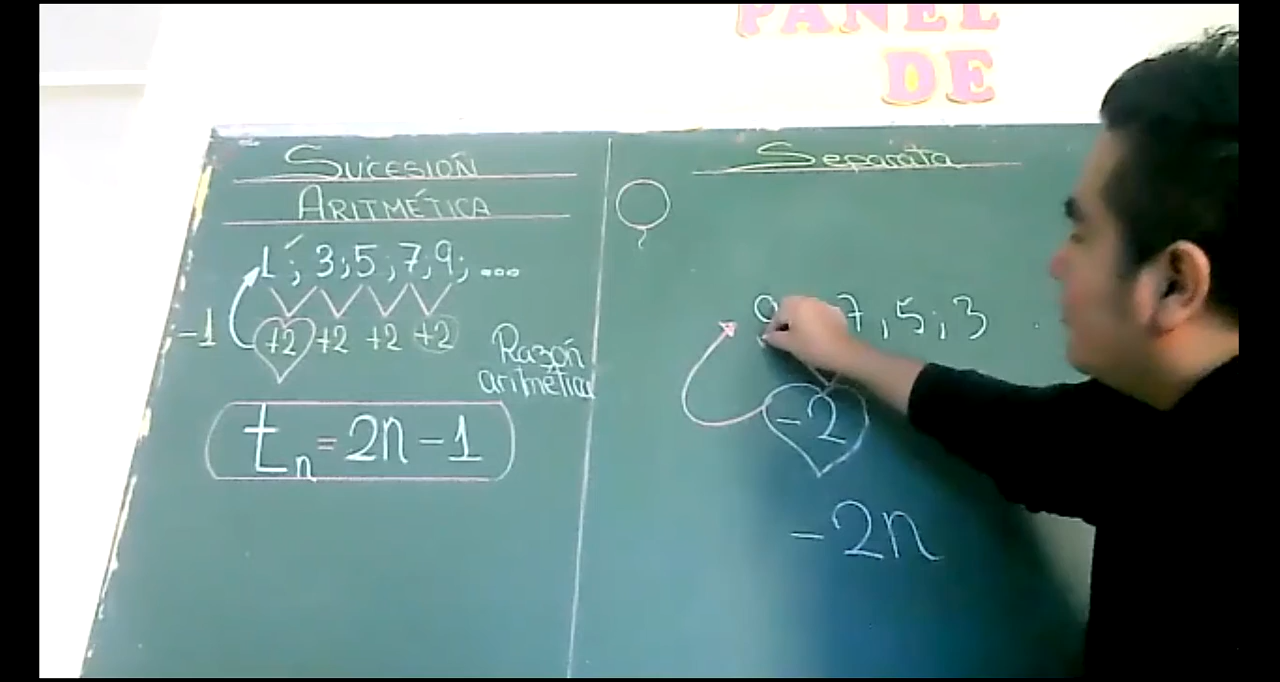 PANEL
DE
SUCESIÓN
ARITMÉTICA
1; 3; 5; 7; 9; ...
-1 +2 +2 +2 +2
Razón
aritmética
tn = 2n - 1
Separata
9 7; 5; 3
-2
-2n